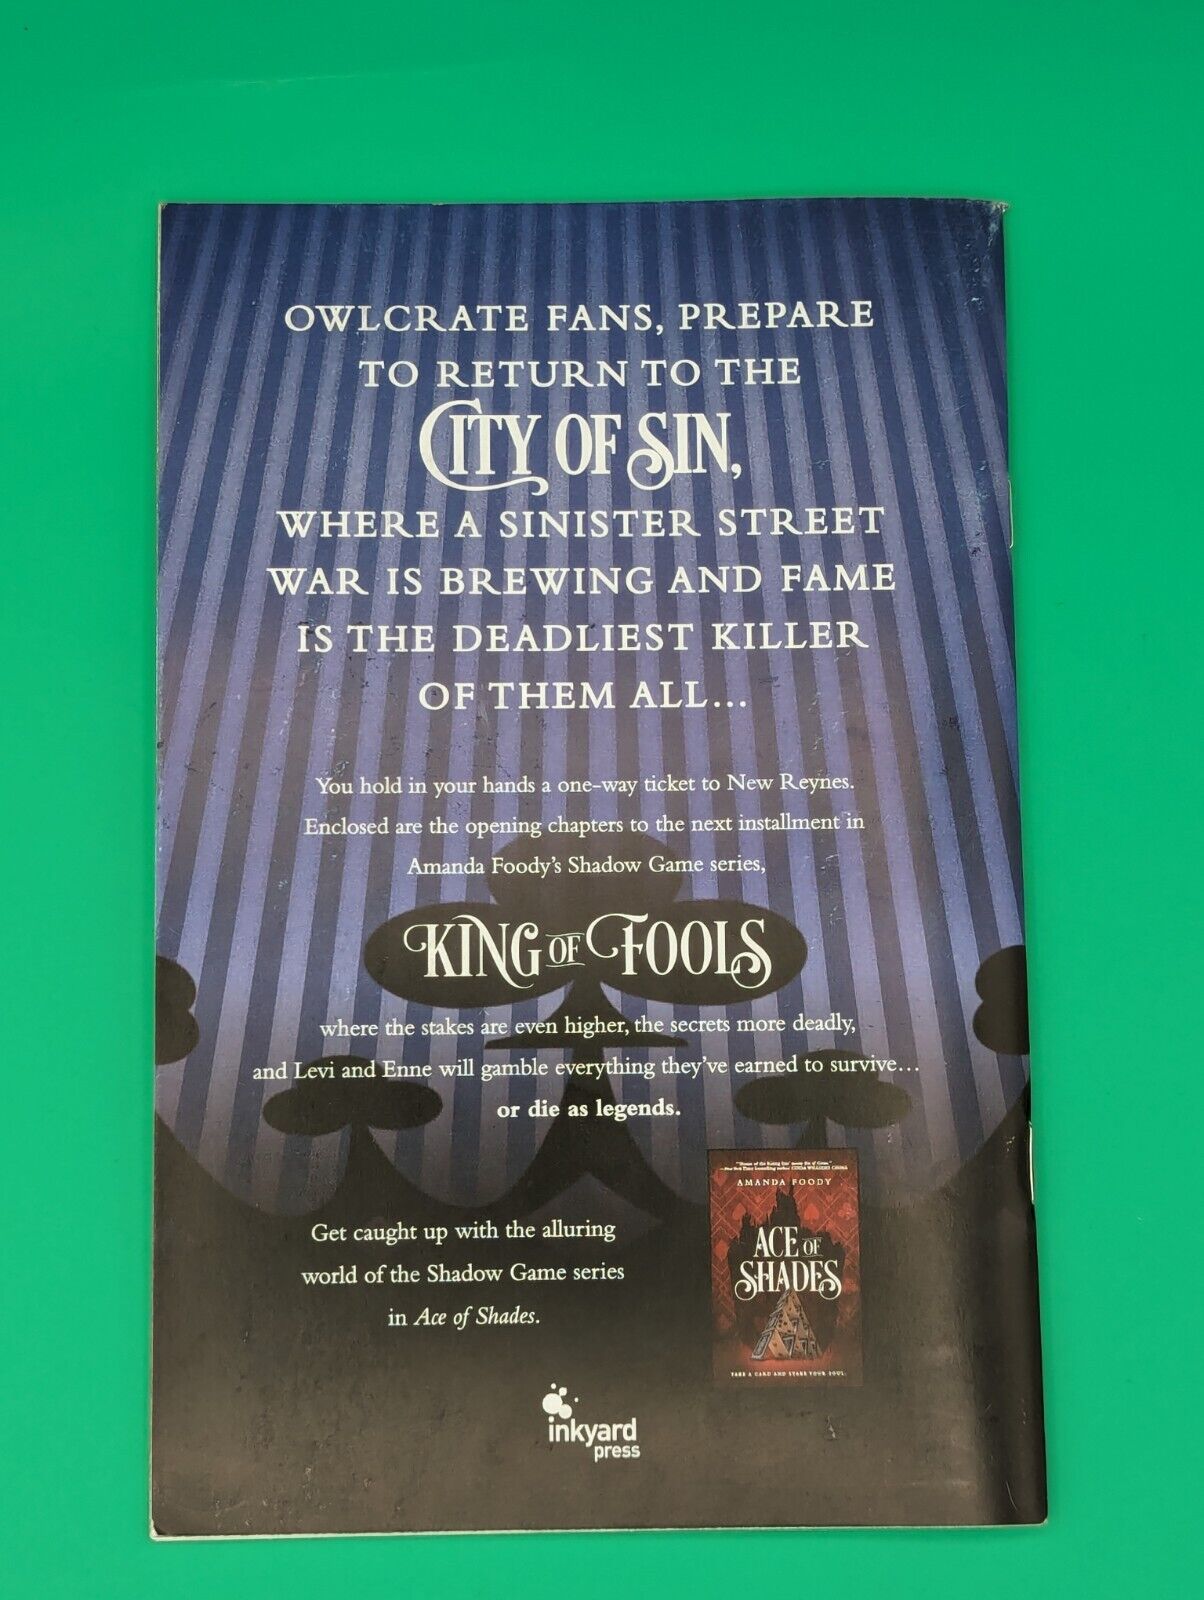 OWLCRATE FANS, PREPARE
TO RETURN TO THE
CITY OF SIN,
WHERE A SINISTER STREET
WAR IS BREWING AND FAME
IS THE DEADLIEST KILLER
OF THEM ALL...
You hold in your hands a one-way ticket to New Reynes.
Enclosed are the opening chapters to the next installment in
Amanda Foody's Shadow Game series,
KING OF FOOLS
where the stakes are even higher, the secrets more deadly,
and Levi and Enne will gamble everything they've earned to survive...
or die as legends.
Get caught up with the alluring
world of the Shadow Game series
in Ace of Shades.
AMANDA FOODY
ACE OF
SHADES
TAKE A CARD AND STAKE YOUR SOUL.
inkyard
press